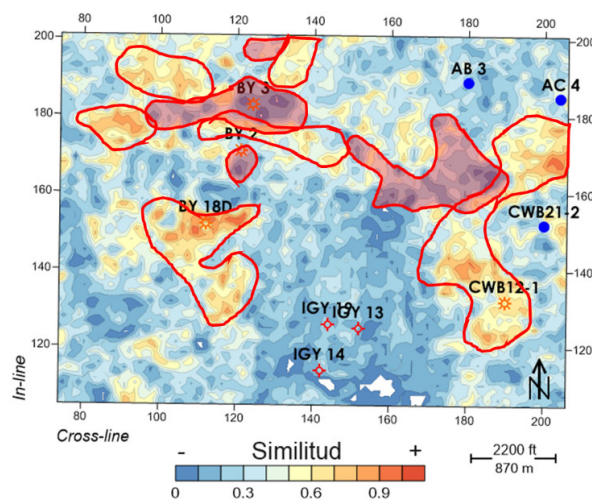 80 100 120 140 160 180 200
200 200
180 180
160 160
140 140
120 120
AB 3
AC 4
BY 3
BY 2
BY 18D
CWB21-2
CWB12-1
IGY 13
IGY 14
N
In-line
80 100 120 140 160 180 200
Cross-line
- Similitud +
0 0.3 0.6 0.9
2200 ft
870 m